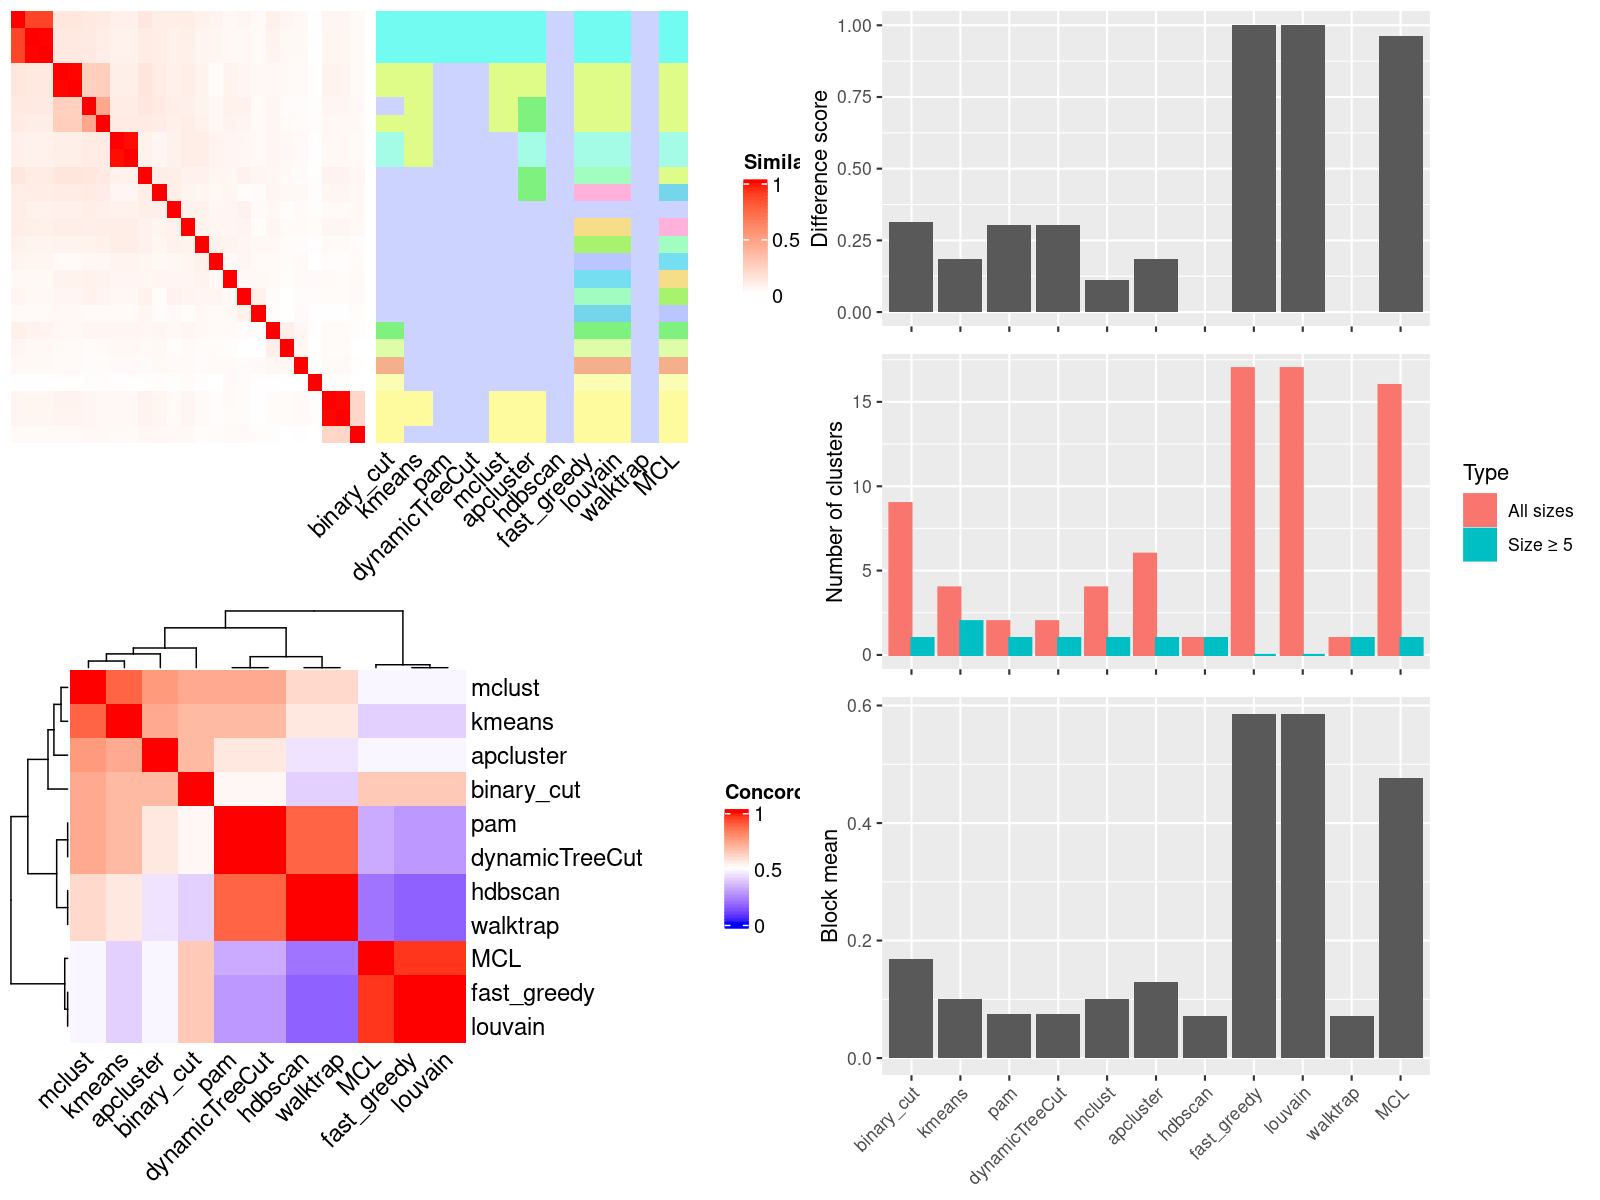 Simila
1
0.5
0
binary_cut
kmeans
pam
dynamicTreeCut
mclust
apcluster
hdbscan
fast_greedy
louvain
walktrap
MCL
Difference score
1.00
0.75
0.50
0.25
0.00
Number of clusters
15
10
5
0
Type
All sizes
Size ≥ 5
mclust
kmeans
apcluster
binary_cut
pam
dynamicTreeCut
hdbscan
walktrap
MCL
fast_greedy
louvain
mclust
kmeans
apcluster
binary_cut
pam
dynamicTreeCut
hdbscan
walktrap
MCL
fast_greedy
louvain
Concord
1
0.5
0
Block mean
0.6
0.4
0.2
0.0
binary_cut
kmeans
pam
dynamicTreeCut
mclust
apcluster
hdbscan
fast_greedy
louvain
walktrap
MCL